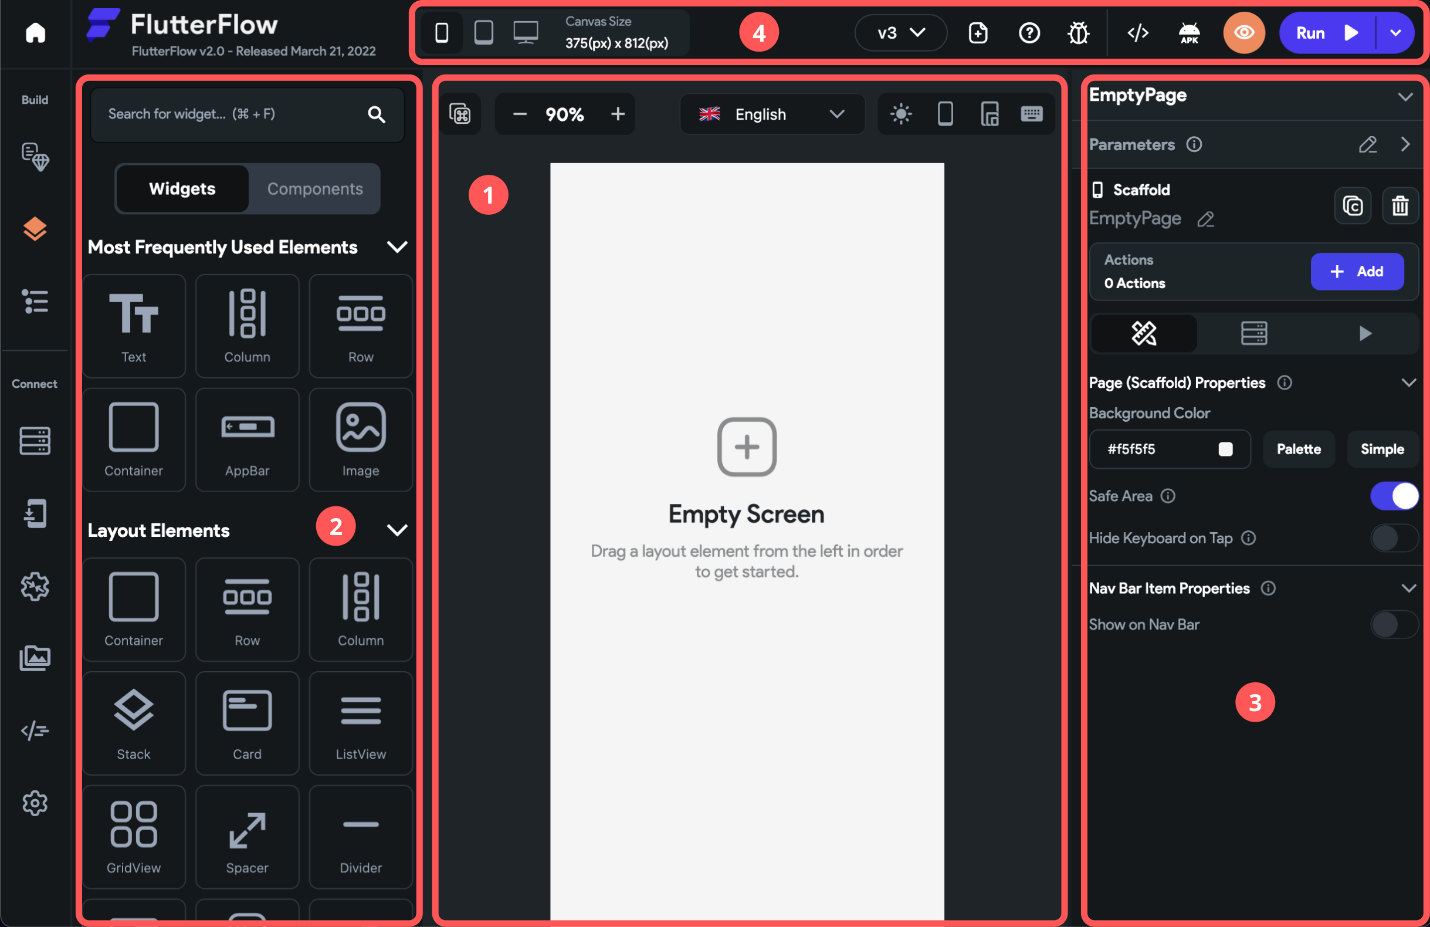 FlutterFlow
FlutterFlow v2.0 - Released March 21, 2022
Canvas Size
375(px) x 812(px)
4
v3
APK
Run
Build
Connect
Search for widget... (⌘ + F)
Widgets
Components
Most Frequently Used Elements
Text
Column
Row
Container
AppBar
Image
Layout Elements
2
Container
Row
Column
Stack
Card
ListView
GridView
Spacer
Divider
90%
English
1
Empty Screen
Drag a layout element from the left in order
to get started.
EmptyPage
Parameters
Scaffold
EmptyPage
Actions
0 Actions
+ Add
Page (Scaffold) Properties
Background Color
#f5f5f5
Palette
Simple
Safe Area
Hide Keyboard on Tap
Nav Bar Item Properties
Show on Nav Bar
3